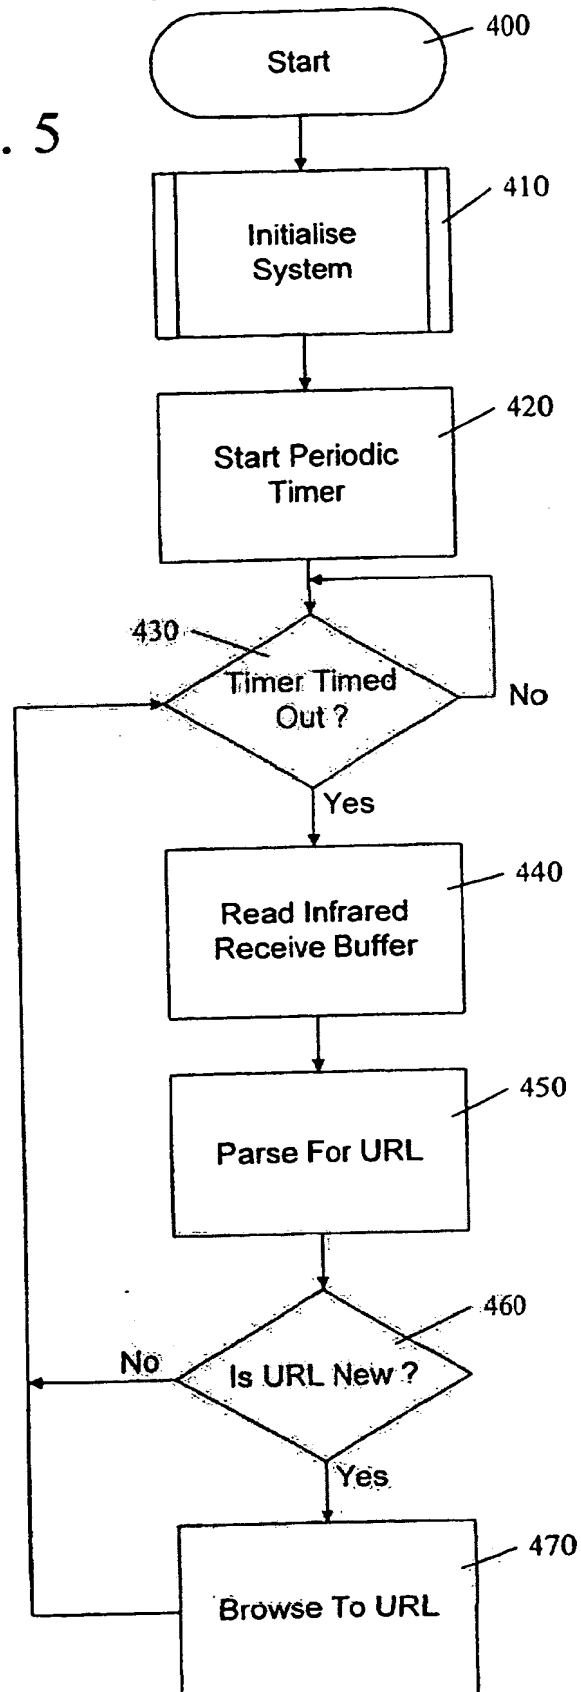 400
Start
. 5
410
Initialise
System
420
Start Periodic
Timer
430
Timer Timed
Out ?
No
Yes
440
Read Infrared
Receive Buffer
450
Parse For URL
460
No
Is URL New ?
Yes
470
Browse To URL